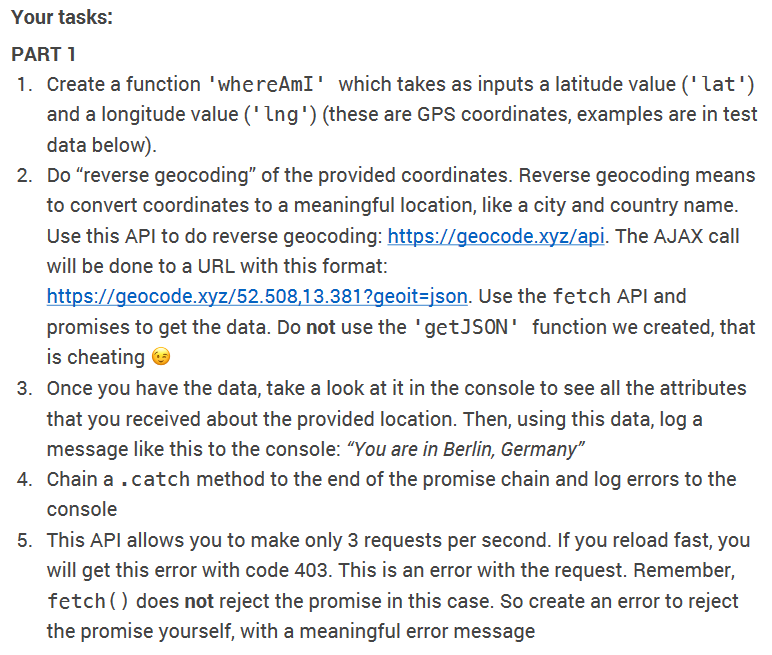 Your tasks:
PART 1
1. Create a function 'whereAmI' which takes as inputs a latitude value ('lat')
and a longitude value ('lng') (these are GPS coordinates, examples are in test
data below).
2. Do “reverse geocoding” of the provided coordinates. Reverse geocoding means
to convert coordinates to a meaningful location, like a city and country name.
Use this API to do reverse geocoding: https://geocode.xyz/api. The AJAX call
will be done to a URL with this format:
https://geocode.xyz/52.508,13.381?geoit=json. Use the fetch API and
promises to get the data. Do not use the 'getJSON' function we created, that
is cheating 😉
3. Once you have the data, take a look at it in the console to see all the attributes
that you received about the provided location. Then, using this data, log a
message like this to the console: “You are in Berlin, Germany”
4. Chain a .catch method to the end of the promise chain and log errors to the
console
5. This API allows you to make only 3 requests per second. If you reload fast, you
will get this error with code 403. This is an error with the request. Remember,
fetch() does not reject the promise in this case. So create an error to reject
the promise yourself, with a meaningful error message